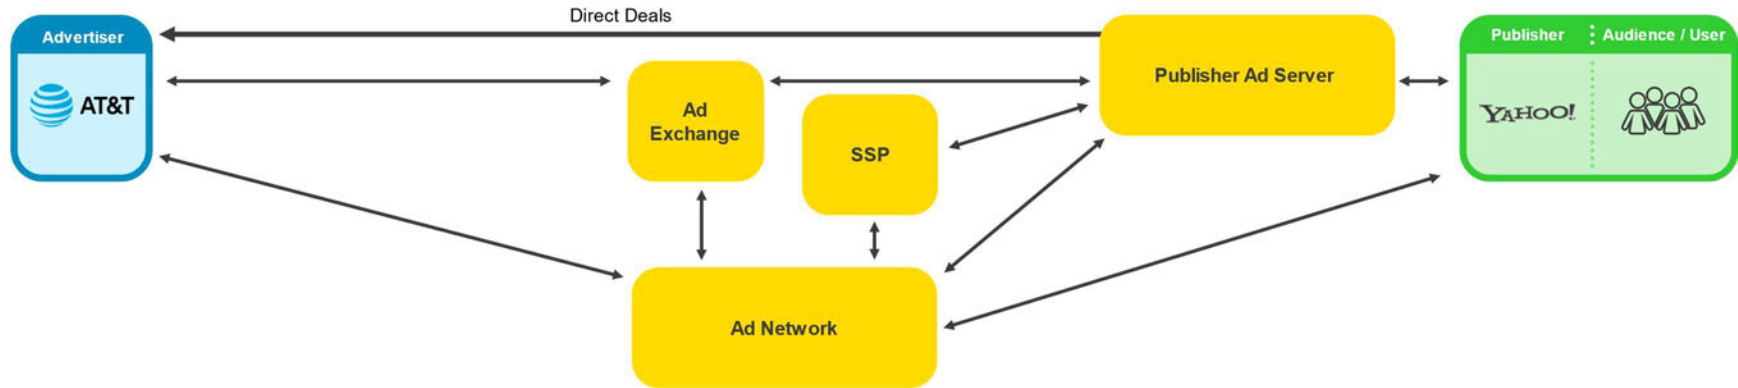 Direct Deals
Advertiser
AT&T
Ad
Exchange
SSP
Publisher Ad Server
Publisher
Audience / User
YAHOO!
Ad Network